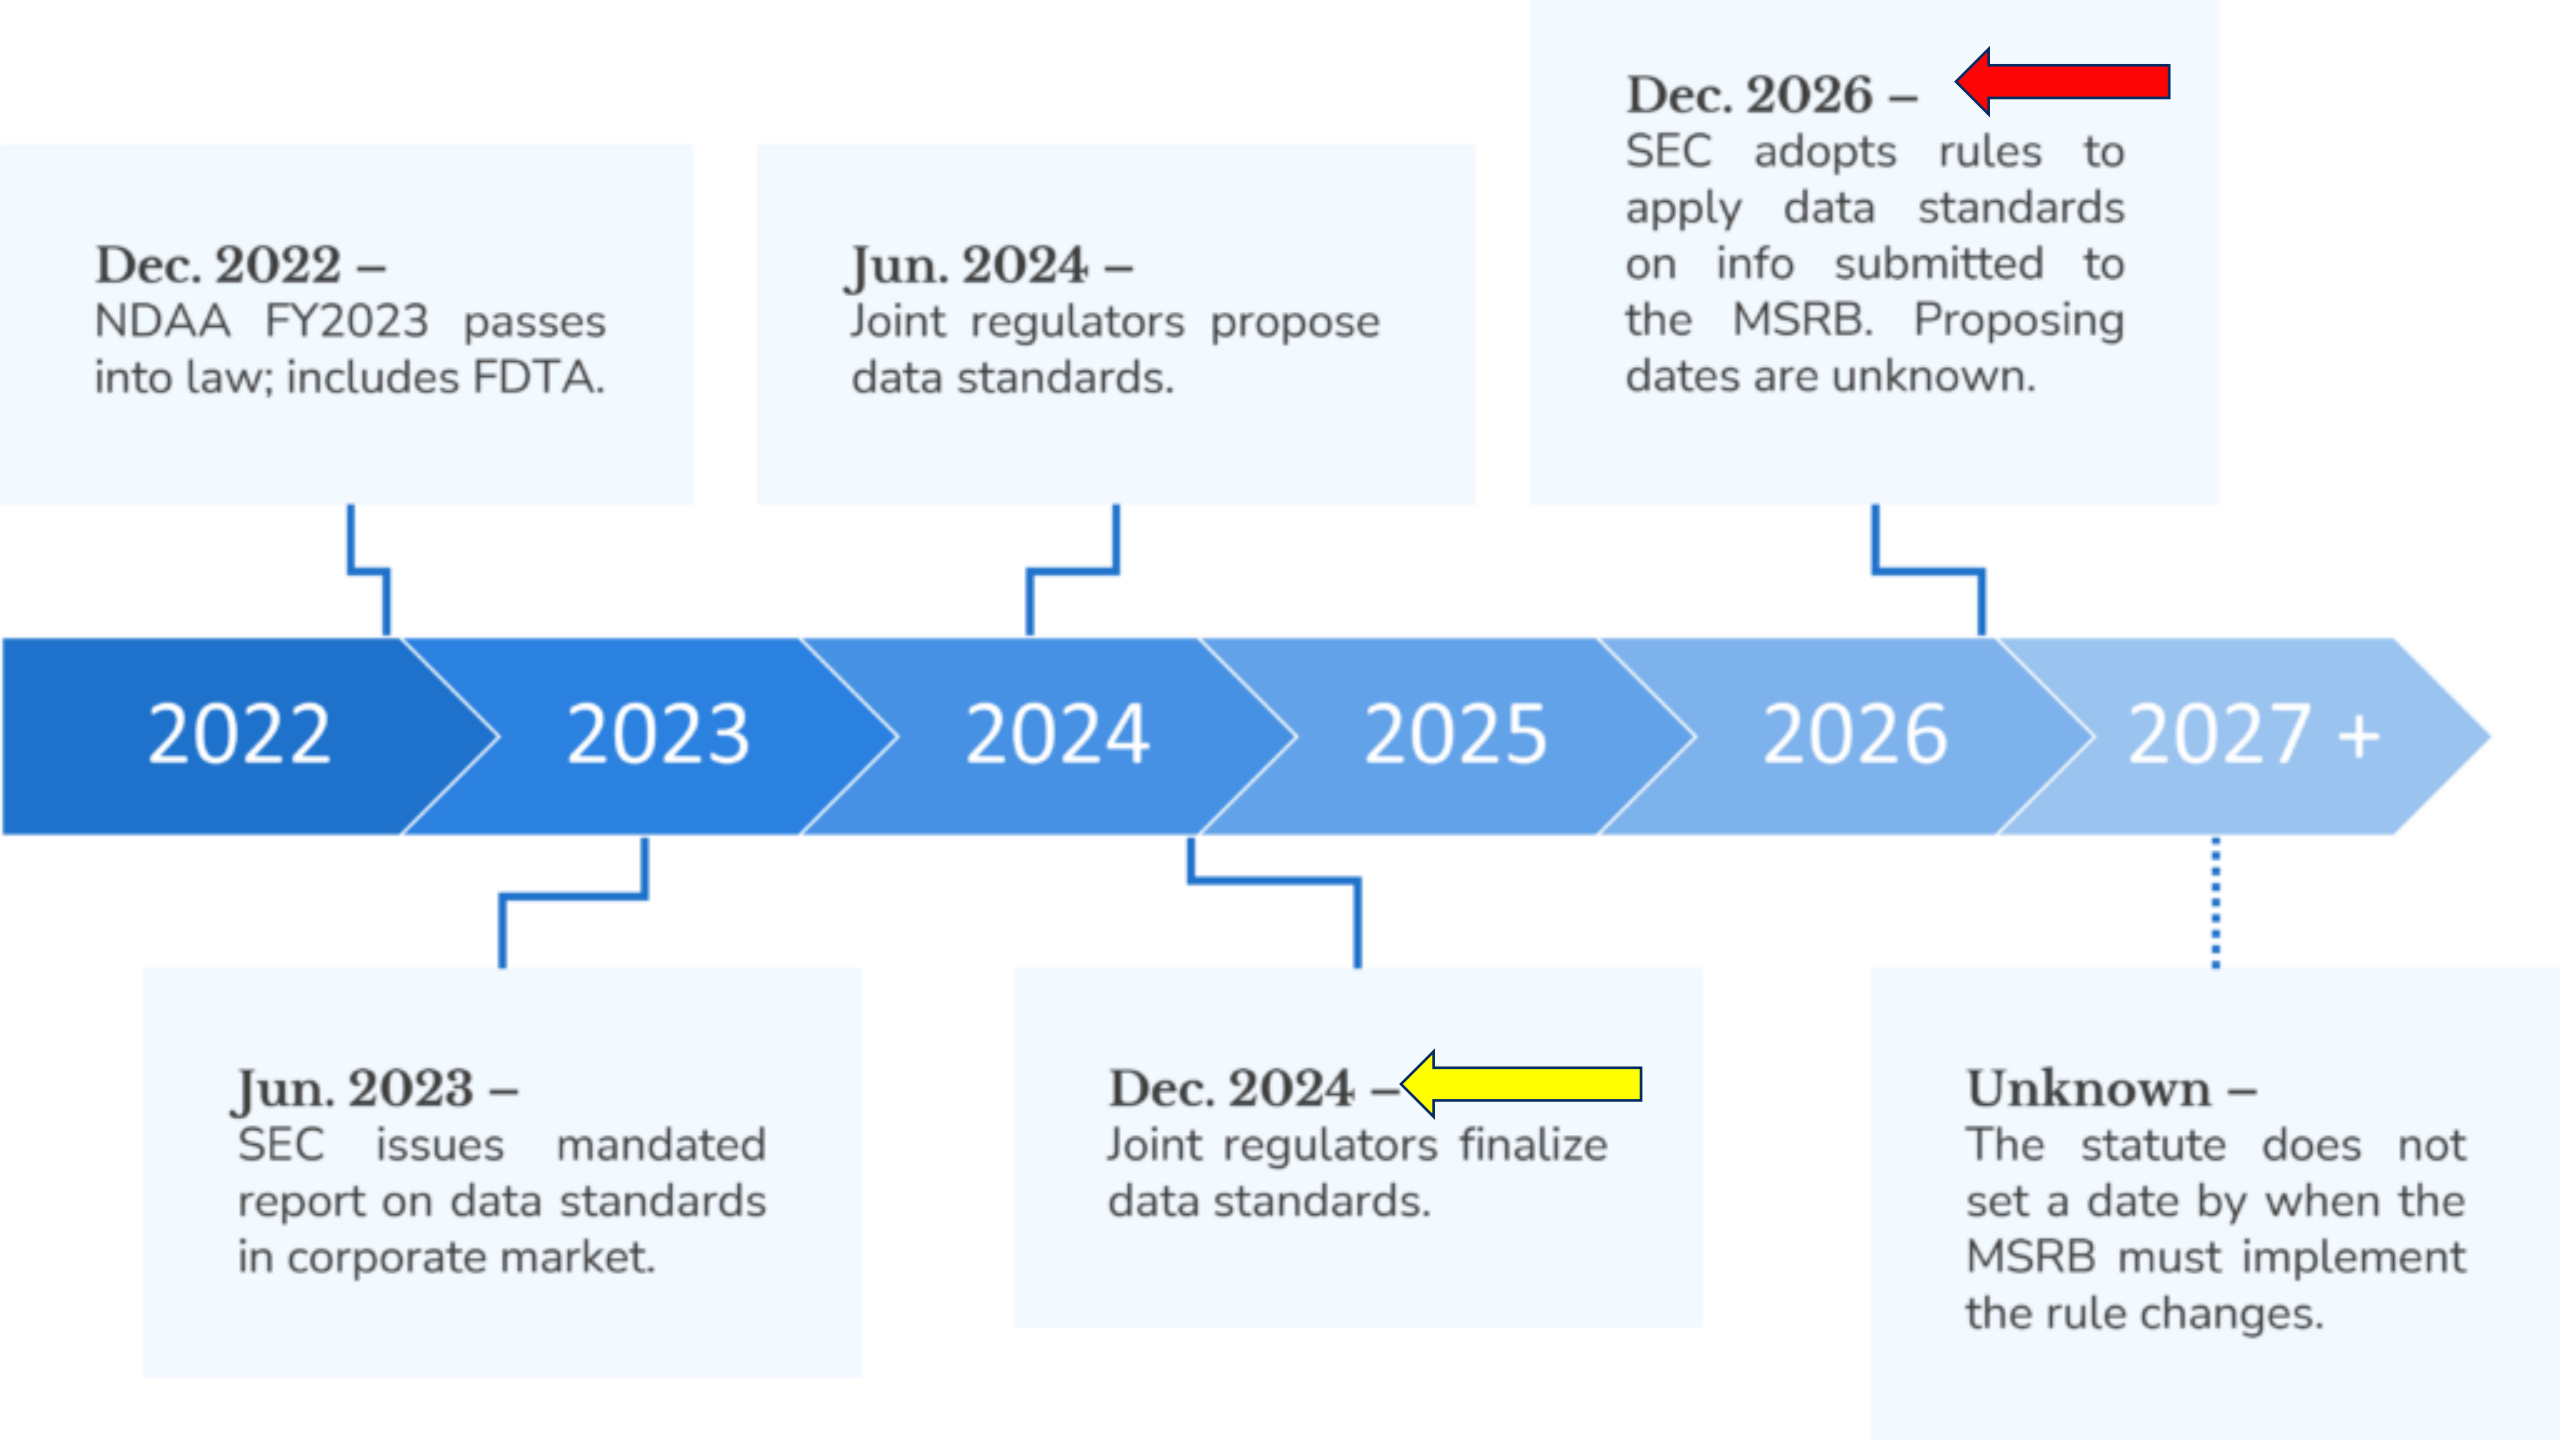 Dec. 2022 –
NDAA FY2023 passes
into law; includes FDTA.
Jun. 2024 –
Joint regulators propose
data standards.
Dec. 2026 –
SEC adopts rules to
apply data standards
on info submitted to
the MSRB. Proposing
dates are unknown.
2022
2023
2024
2025
2026
2027 +
Jun. 2023 –
SEC issues mandated
report on data standards
in corporate market.
Dec. 2024 –
Joint regulators finalize
data standards.
Unknown –
The statute does not
set a date by when the
MSRB must implement
the rule changes.